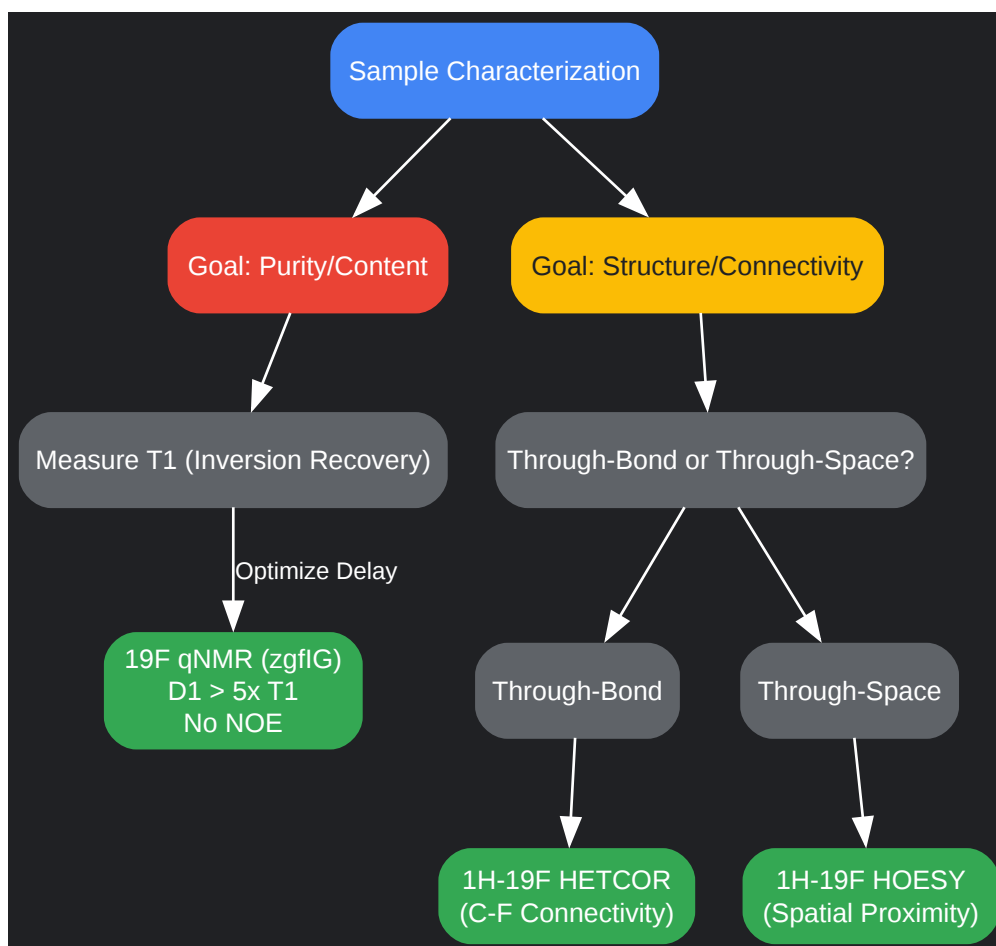 Sample Characterization
Goal: Purity/Content
Goal: Structure/Connectivity
Measure T1 (Inversion Recovery)
Through-Bond or Through-Space?
Optimize Delay
19F qNMR (zgfIG)
D1 > 5x T1
No NOE
Through-Bond
Through-Space
1H-19F HETCOR
(C-F Connectivity)
1H-19F HOESY
(Spatial Proximity)